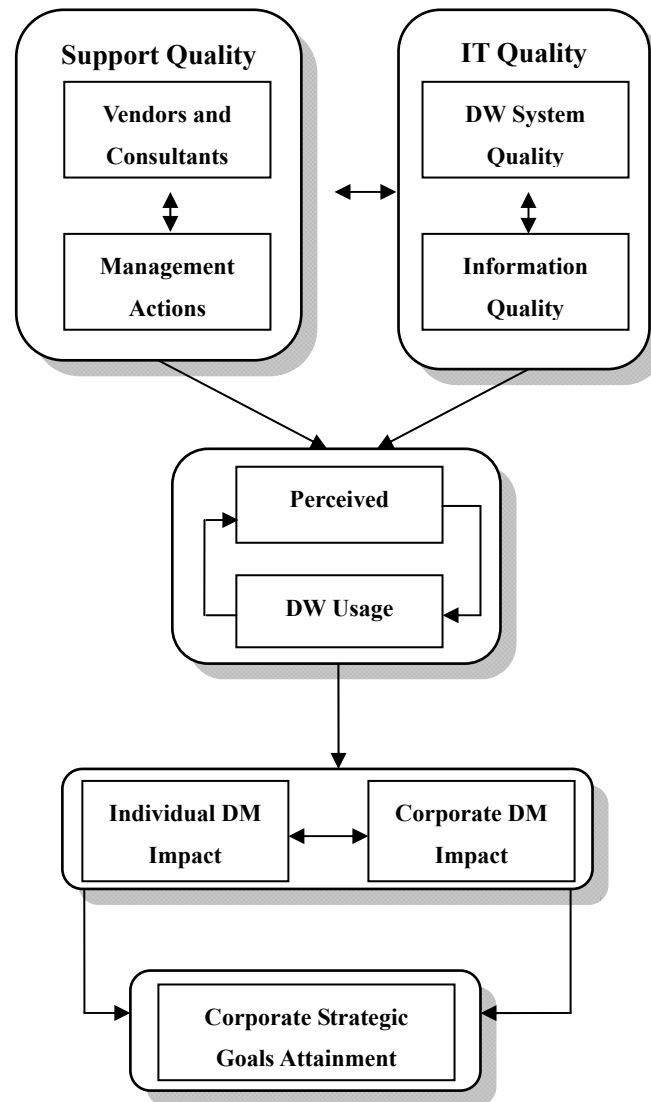 Support Quality
Vendors and
Consultants
Management
Actions
IT Quality
DW System
Quality
Information
Quality
Perceived
DW Usage
Individual DM
Impact
Corporate DM
Impact
Corporate Strategic
Goals Attainment